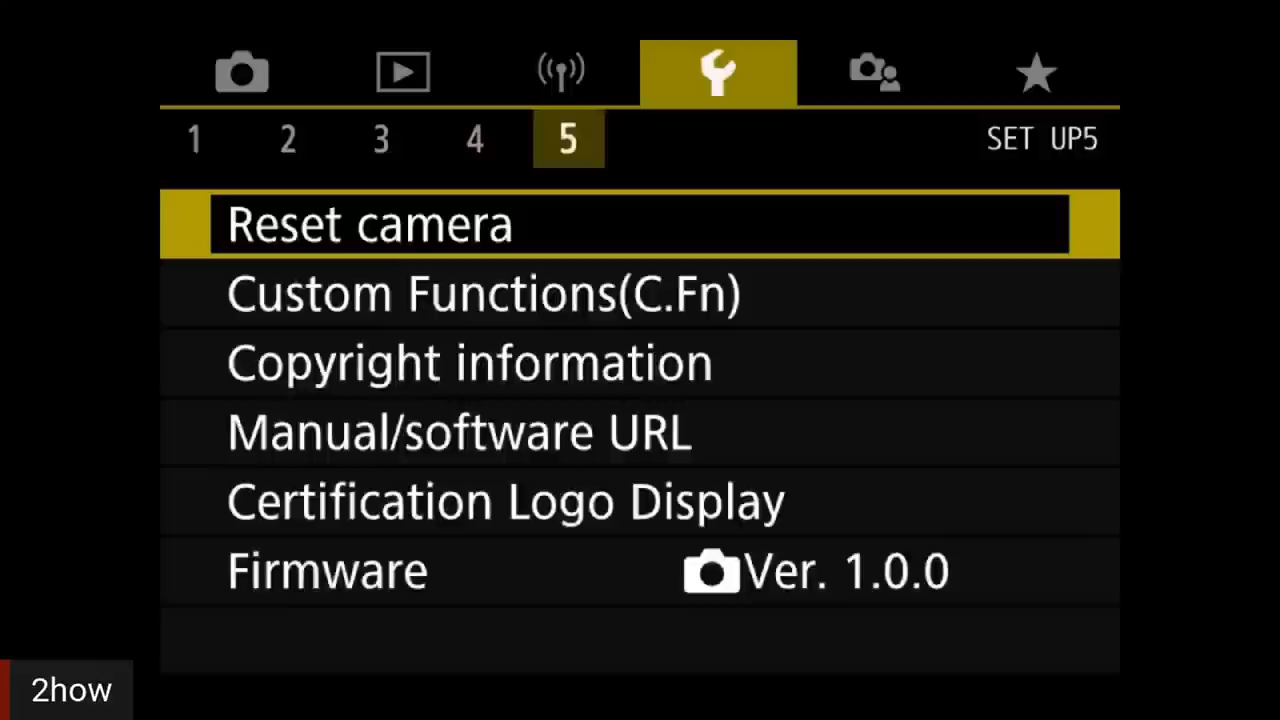 1 2 3 4 5 SET UP5
Reset camera
Custom Functions(C.Fn)
Copyright information
Manual/software URL
Certification Logo Display
Firmware Ver. 1.0.0
2how